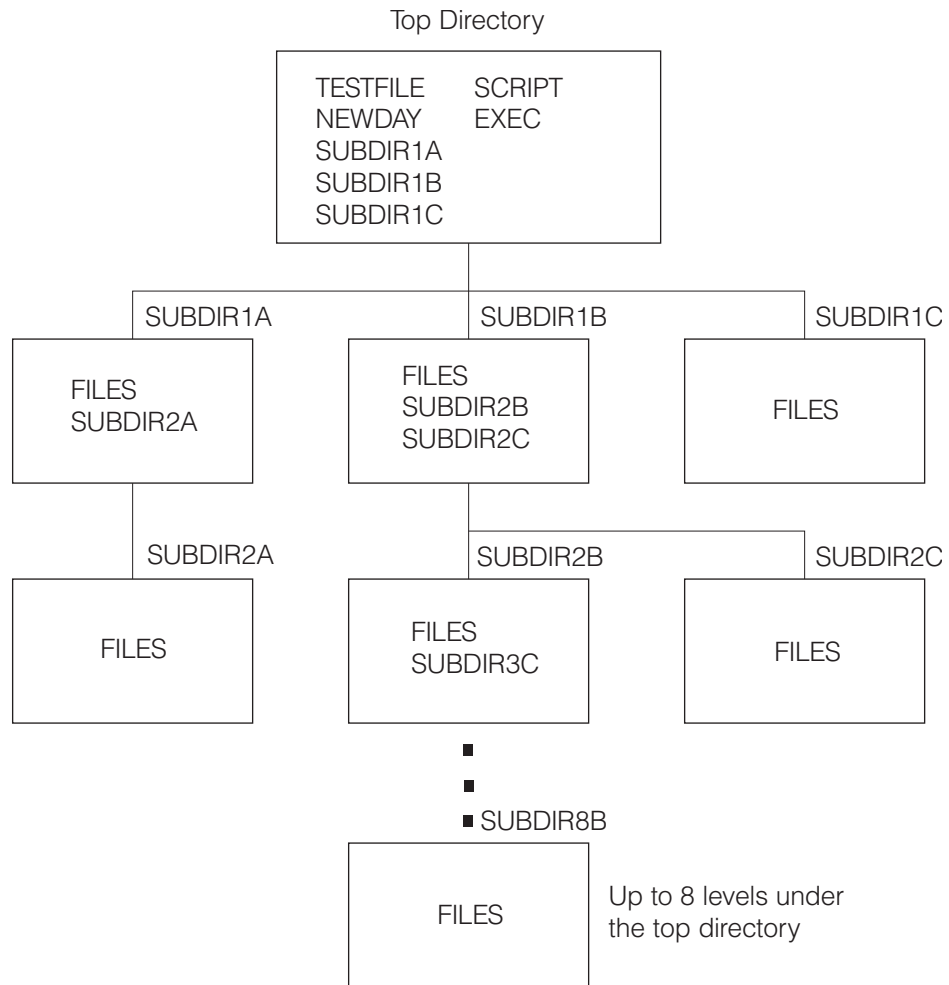 Top Directory
TESTFILE SCRIPT
NEWDAY EXEC
SUBDIR1A
SUBDIR1B
SUBDIR1C
SUBDIR1A
SUBDIR1B
SUBDIR1C
FILES
SUBDIR2A
FILES
SUBDIR2B
SUBDIR2C
FILES
SUBDIR2A
SUBDIR2B
SUBDIR2C
FILES
FILES
SUBDIR3C
FILES
SUBDIR8B
FILES
Up to 8 levels under
the top directory